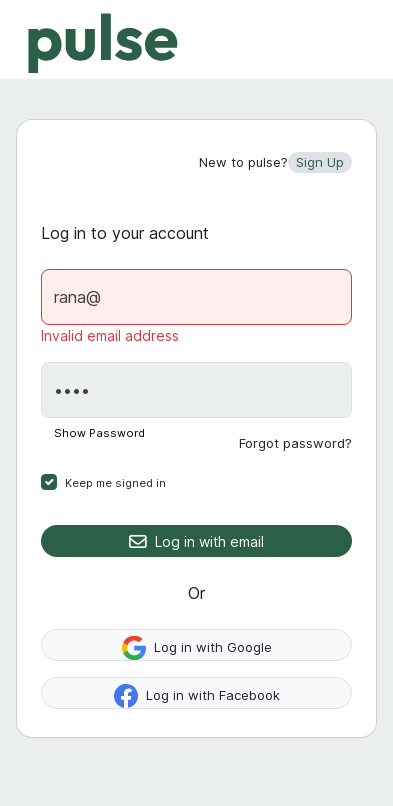 pulse
New to pulse? Sign Up
Log in to your account
rana@
Invalid email address
••••
Show Password
Forgot password?
Keep me signed in
Log in with email
Or
Log in with Google
Log in with Facebook